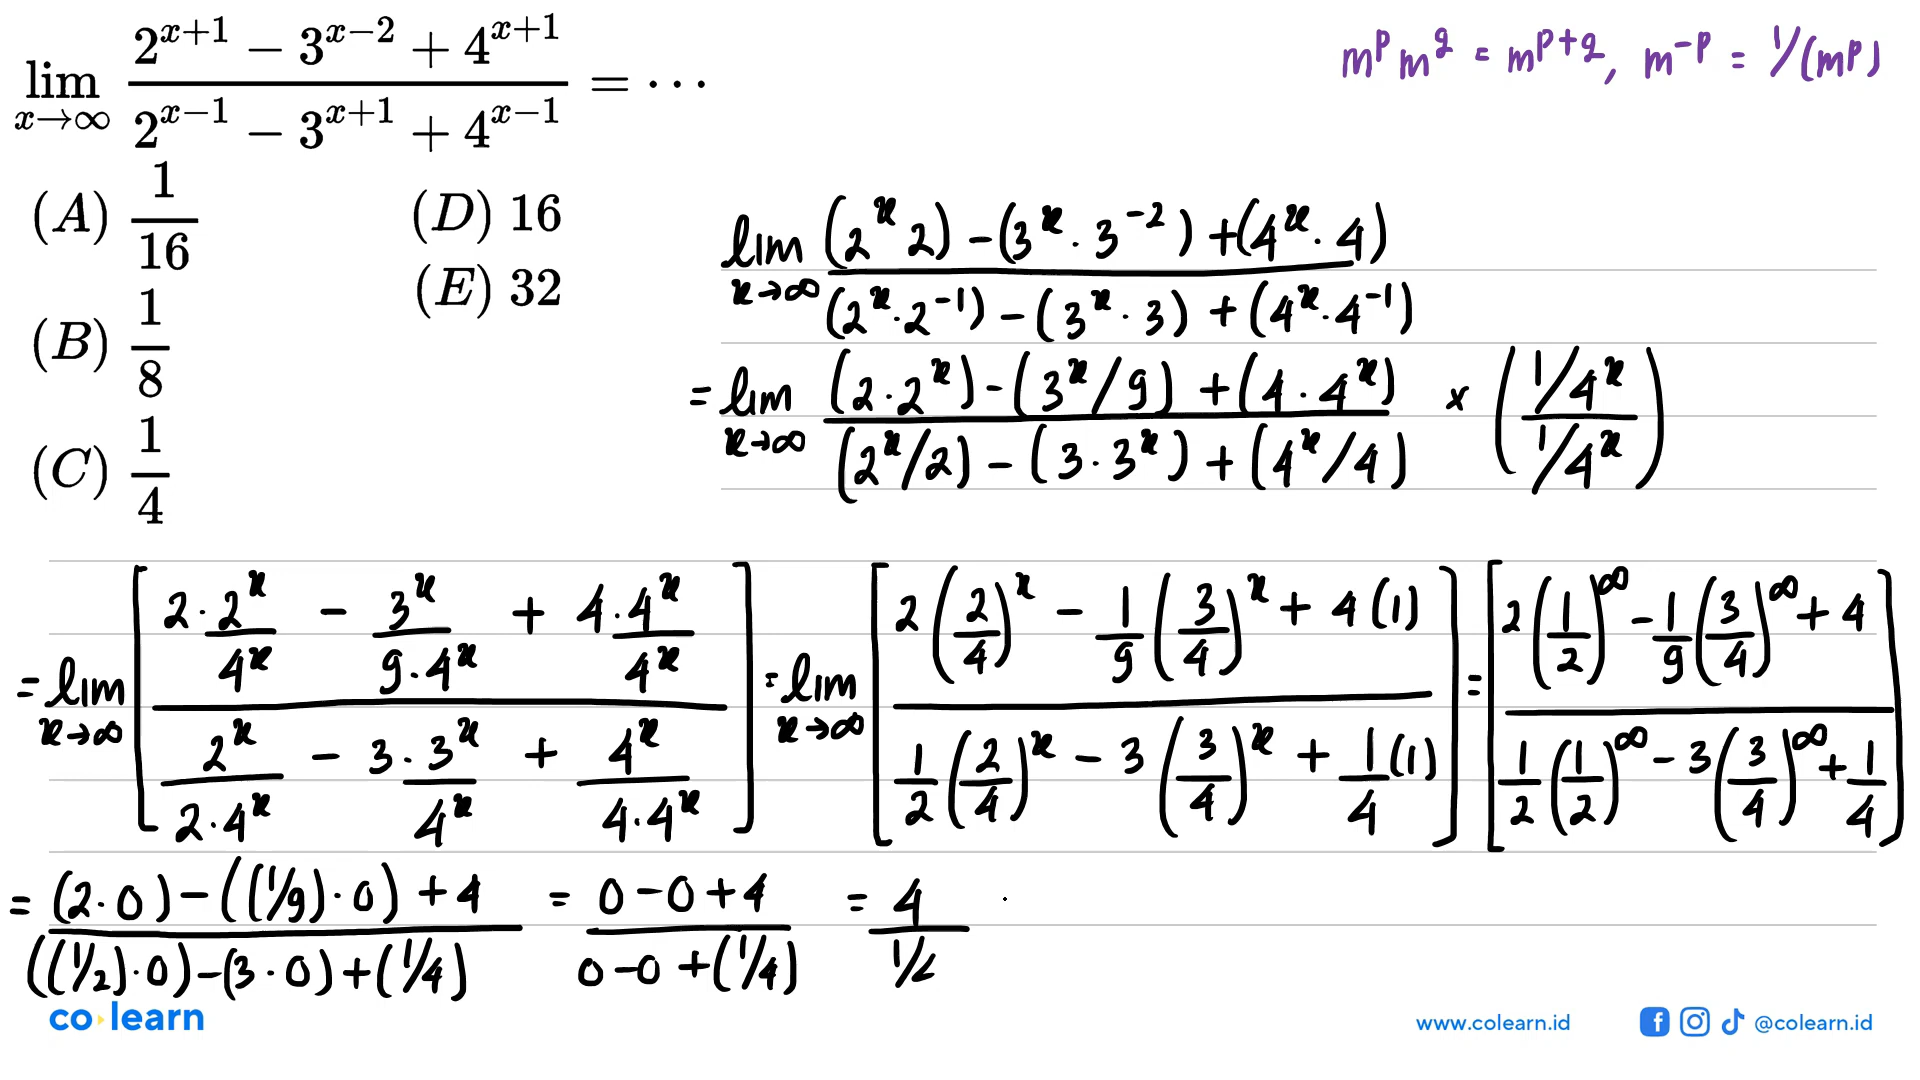 lim x→∞ (2^{x+1} − 3^{x−2} + 4^{x+1})/(2^{x−1} − 3^{x+1} + 4^{x−1}) = ⋯
m^p m^q = m^{p+q}, m^{-p} = 1/(m^p)
(A) 1/16
(B) 1/8
(C) 1/4
(D) 16
(E) 32
lim x→∞ ((2^x 2) - (3^x · 3^{-2}) + (4^x · 4))/((2^x · 2^{-1}) - (3^x · 3) + (4^x · 4^{-1}))
= lim x→∞ ((2 · 2^x) - (3^x/9) + (4 · 4^x))/((2^x/2) - (3 · 3^x) + (4^x/4)) × ((1/4^x)/(1/4^x))
= lim x→∞ [(2 · 2^x/4^x - 3^x/(9 · 4^x) + 4 · 4^x/4^x)/(2^x/(2 · 4^x) - 3 · 3^x/4^x + 4^x/(4 · 4^x))] = lim x→∞ [(2(2/4)^x - 1/9(3/4)^x + 4(1))/(1/2(2/4)^x - 3(3/4)^x + 1/4(1))] = [(2(1/2)^∞ - 1/9(3/4)^∞ + 4)/(1/2(1/2)^∞ - 3(3/4)^∞ + 1/4)]
= ((2 · 0) - ((1/9) · 0) + 4)/(((1/2) · 0) - (3 · 0) + (1/4)) = (0 - 0 + 4)/(0 - 0 + (1/4)) = 4/(1/
co learn
www.colearn.id @colearn.id